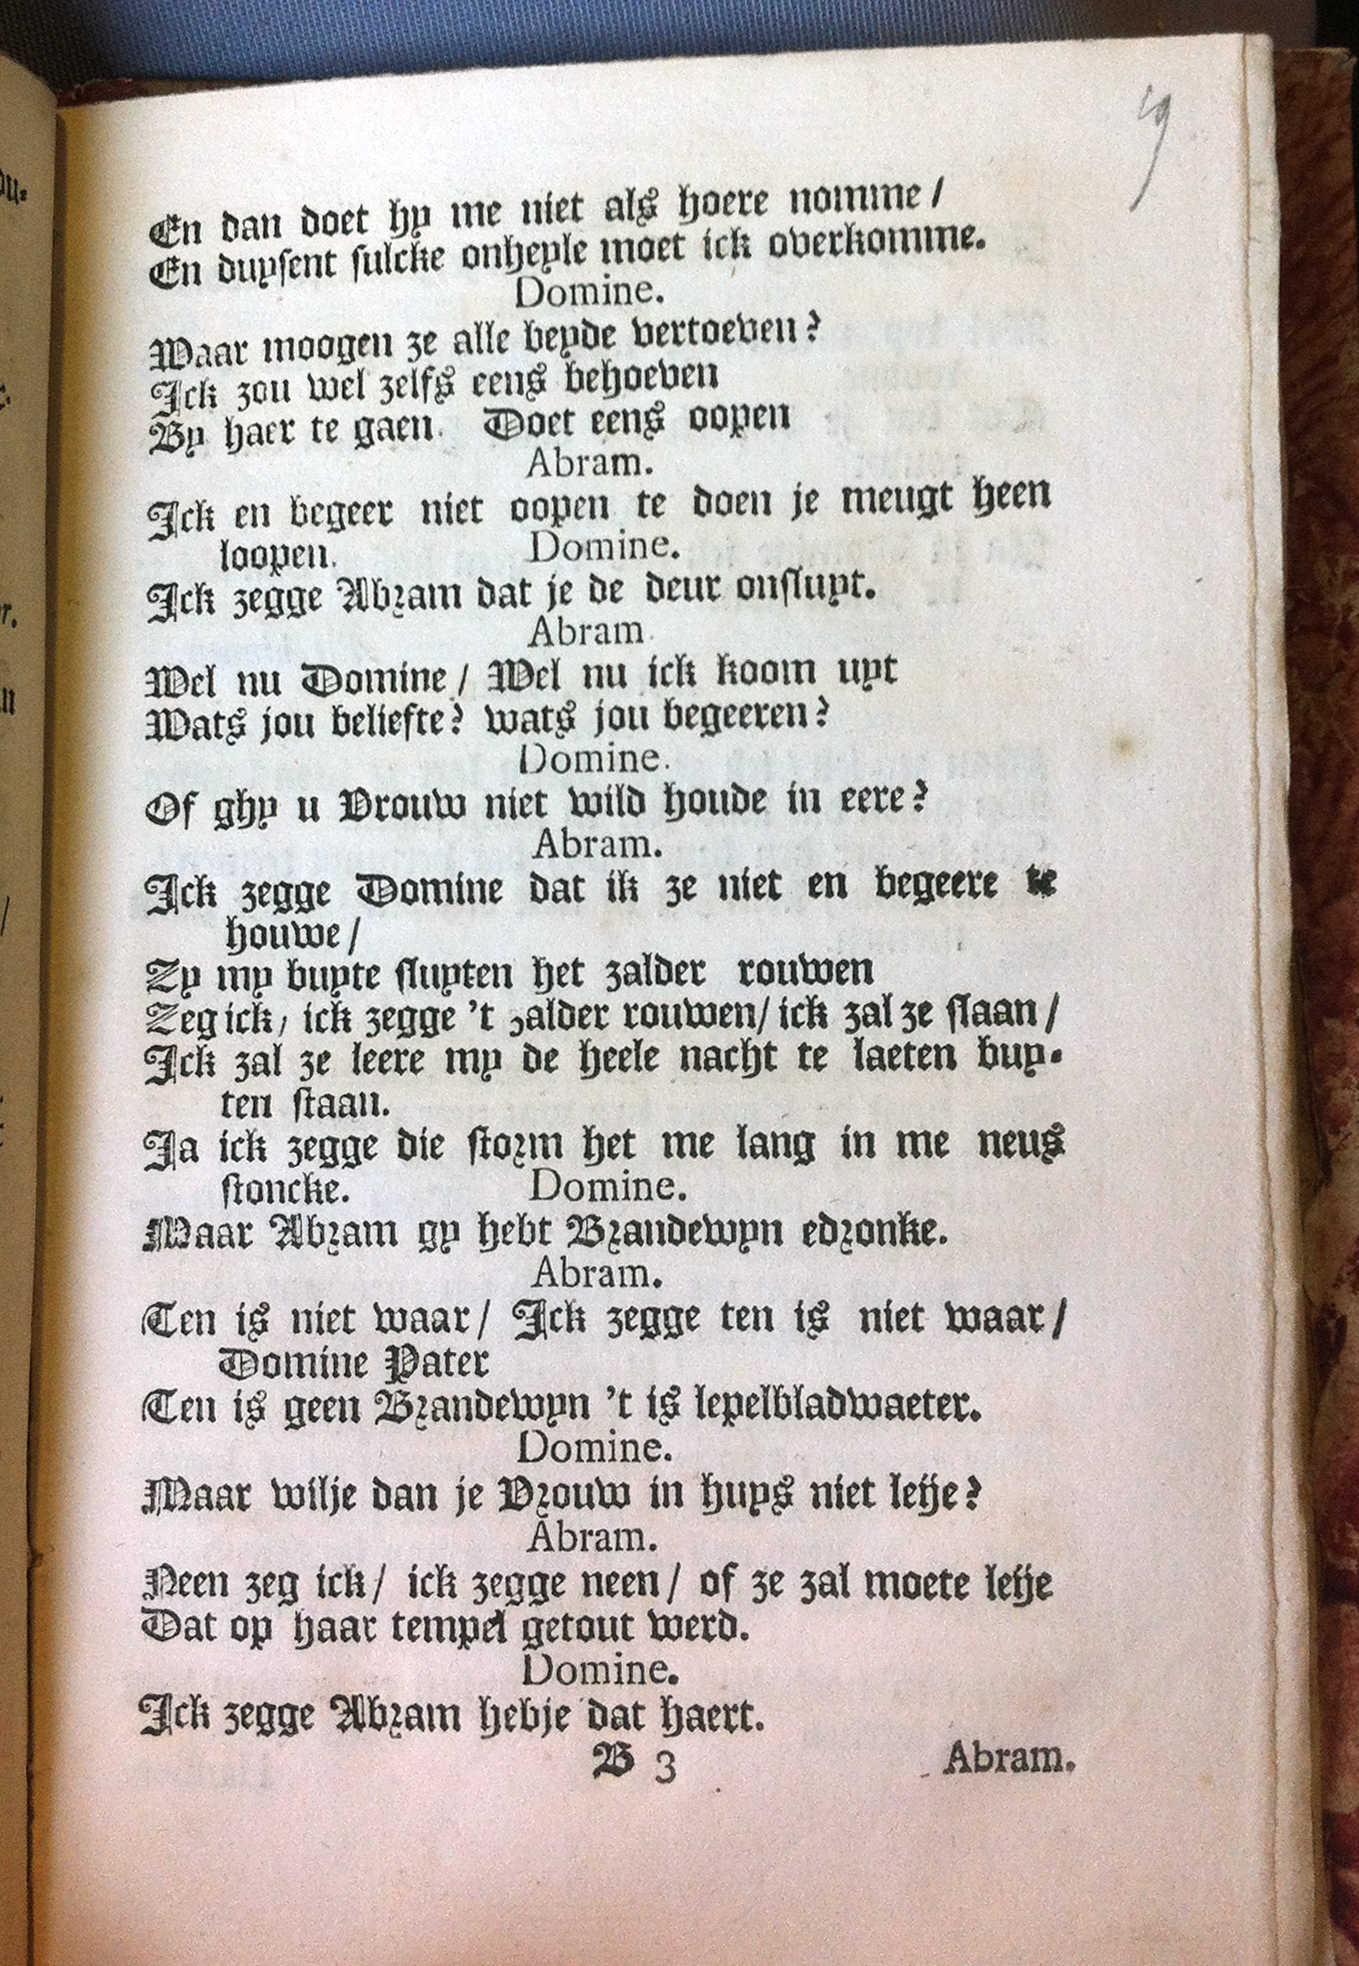 19
En dan doet hy me niet als hoere nomme /
En duysent sulcke onheyle moet ick overkomme.
Domine.
Waar moogen ze alle beyde vertoeven?
Ick zou wel zelfs eens behoeven
By haer te gaen. Doet eens oopen
Abram.
Ick en begeer niet oopen te doen je meugt heen
loopen. Domine.
Ick zegge Abram dat je de deur onsluyt.
Abram.
Wel nu Domine / Wel nu ick koom uyt
Wats jou beliefte? wats jou begeeren?
Domine.
Of ghy u Vrouw niet wild houde in eere?
Abram.
Ick zegge Domine dat ik ze niet en begeere te
houwe /
Zy my buyte sluyten het zalder rouwen
Zeg ick, ick zegge 't zalder rouwen / ick zal ze slaan /
Ick zal ze leere my de heele nacht te laeten buy-
ten staan.
Ja ick zegge die storm het me lang in me neus
stoncke. Domine.
Maar Abram gy hebt Brandewyn edronke.
Abram.
Ten is niet waar / Ick zegge ten is niet waar /
Domine Pater
Ten is geen Brandewyn 't is lepelbladwaeter.
Domine.
Maar wilje dan je Vrouw in huys niet leije?
Abram.
Neen zeg ick / ick zegge neen / of ze zal moete leije
Dat op haar tempel getout werd.
Domine.
Ick zegge Abram hebje dat haert.
B 3 Abram.